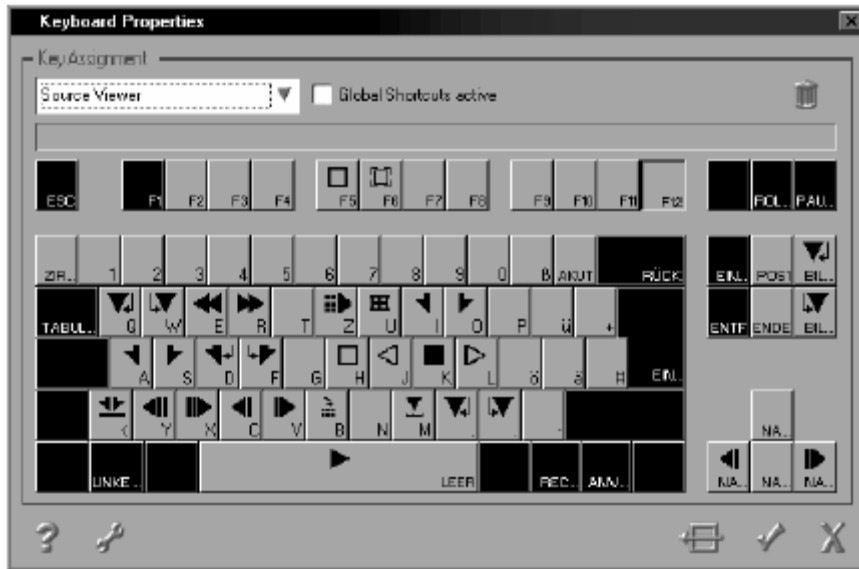 Keyboard Properties
Key Assignment
Source Viewer
Global Shortcuts active
ESC F1 F2 F3 F4 F5 F6 F7 F8 F9 F10 F11 F12 ROL... PAU...
ZIR... 1 2 3 4 5 6 7 8 9 0 ß AKUT RÜCK EIN... POS1 BIL...
TABUL... Q W E R T Z U I O P ü + ENTF ENDE BIL...
A S D F G H J K L ö ä # EIN...
< Y X C V B N M , . - NA...
LINKE... LEER REC... ANW... NA... NA... NA...